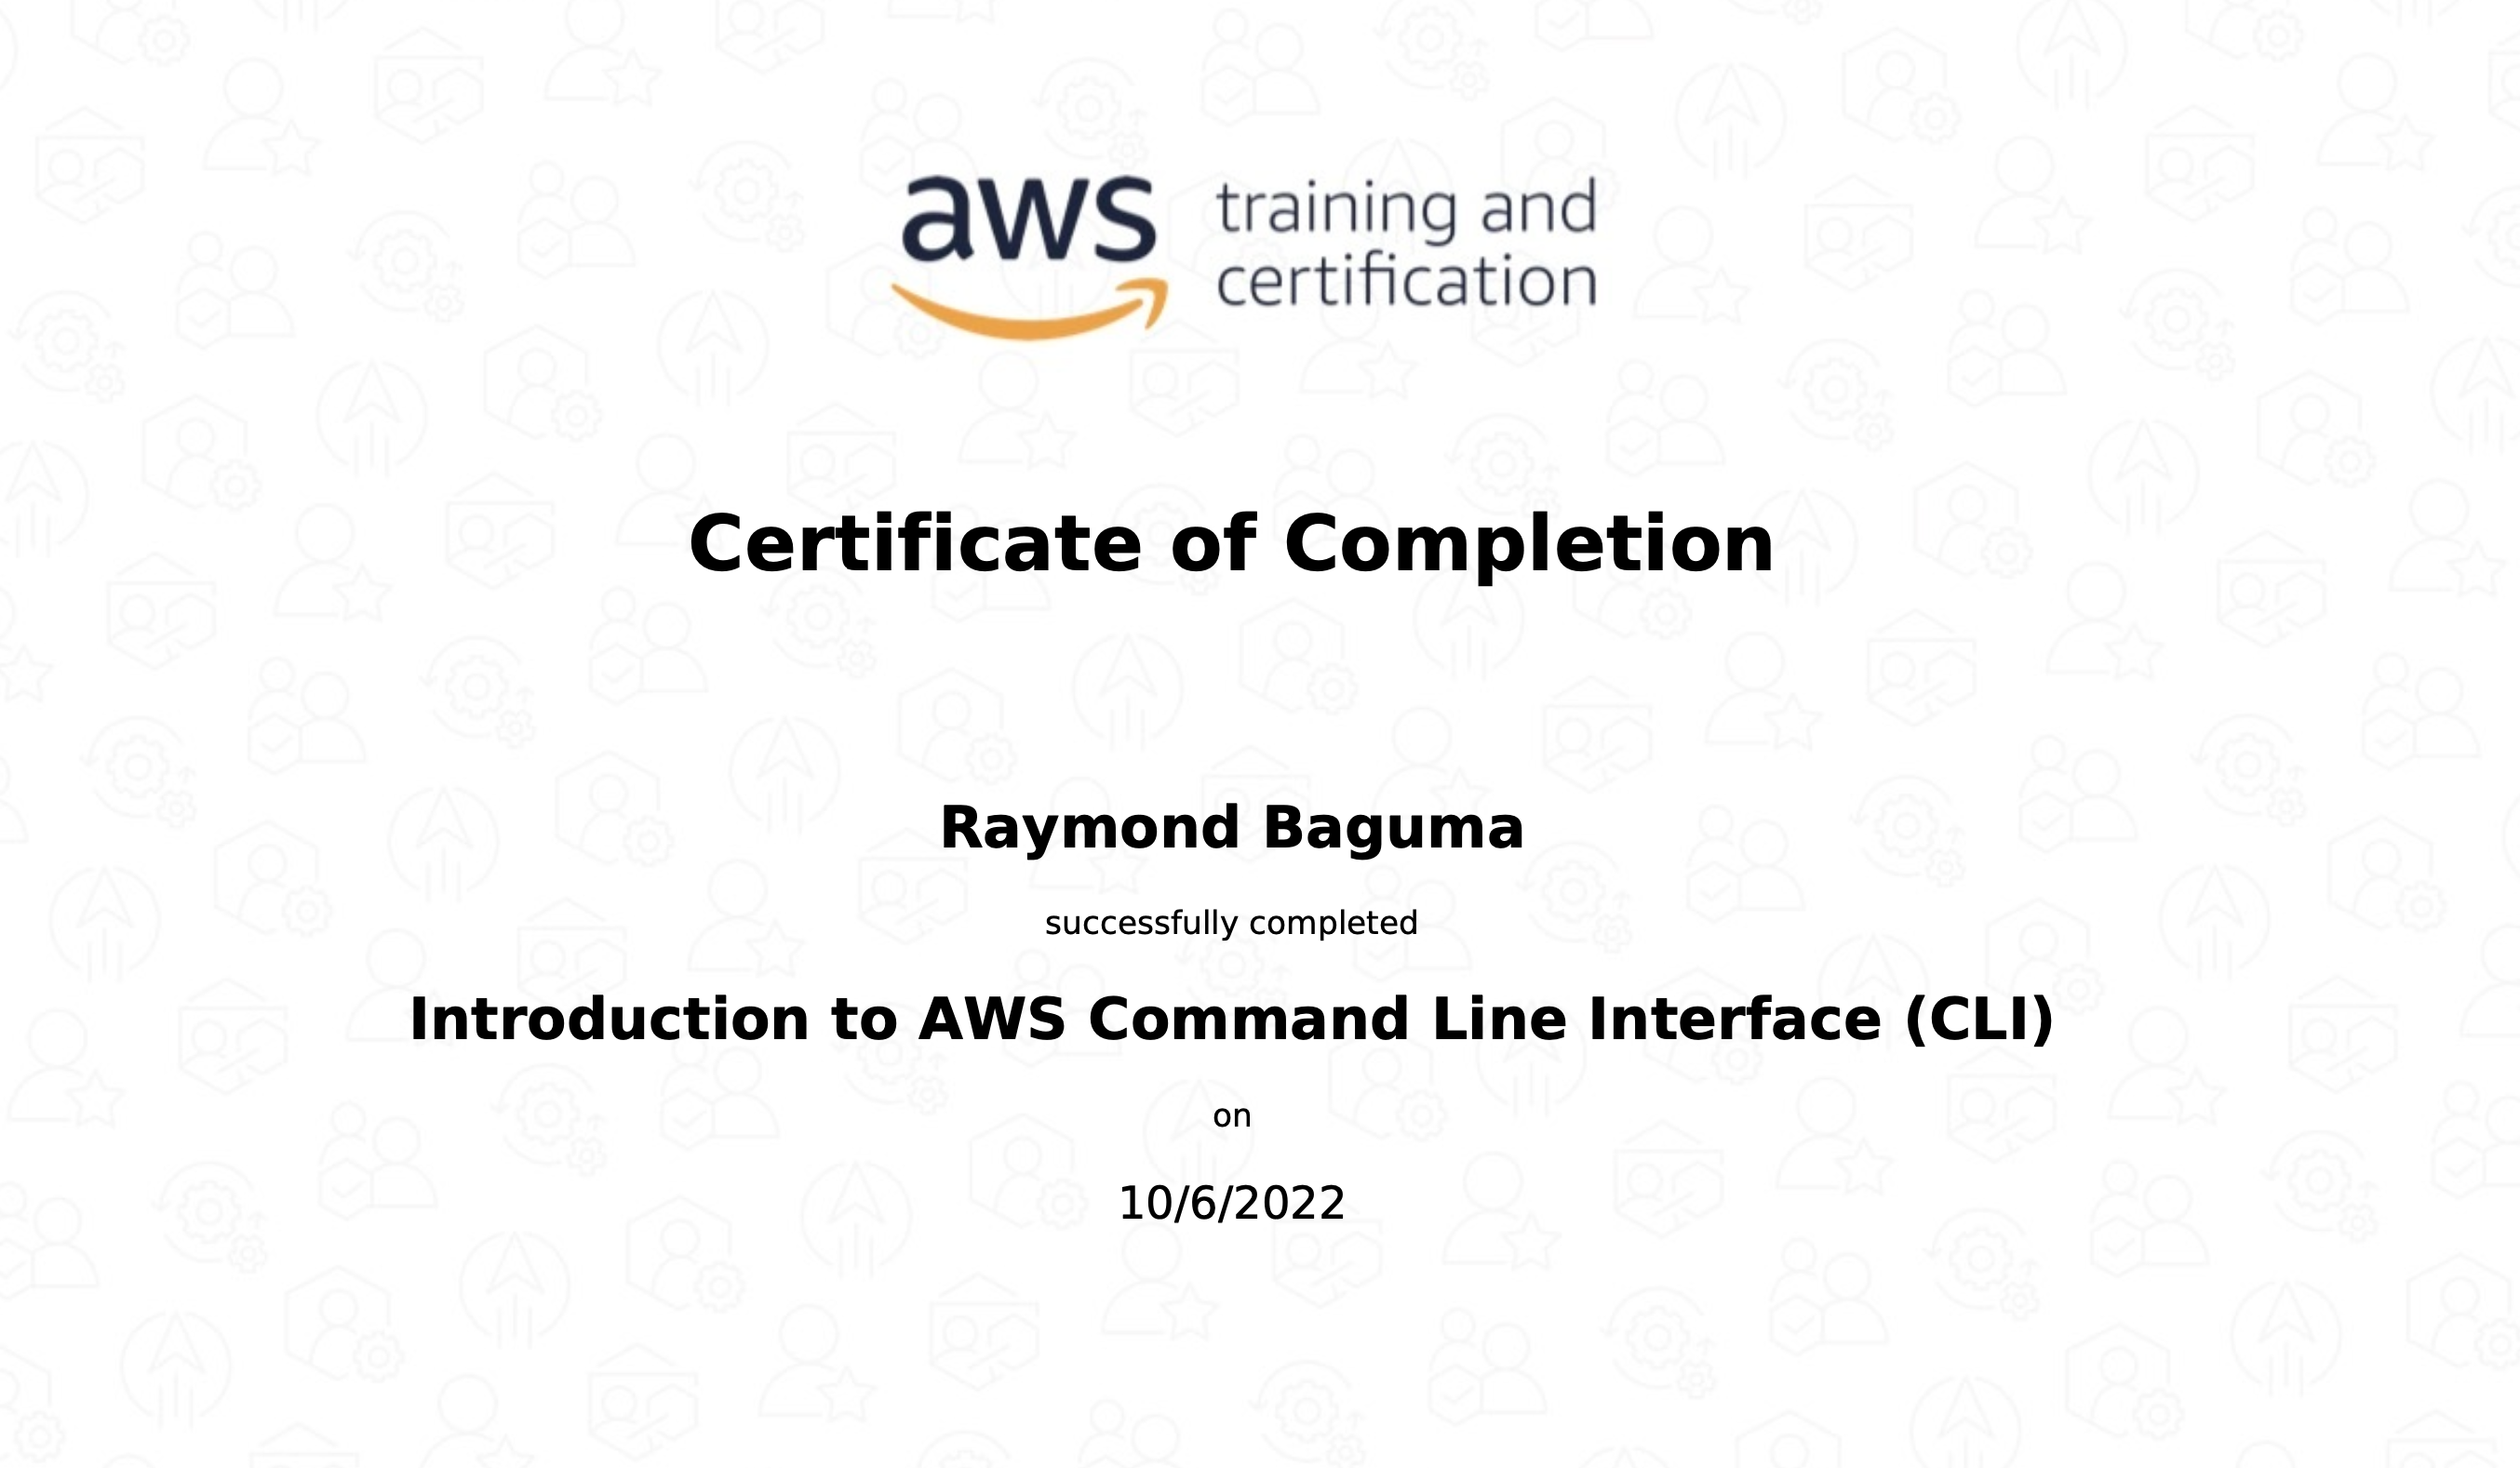 aws training and
certification
Certificate of Completion
Raymond Baguma
successfully completed
Introduction to AWS Command Line Interface (CLI)
on
10/6/2022